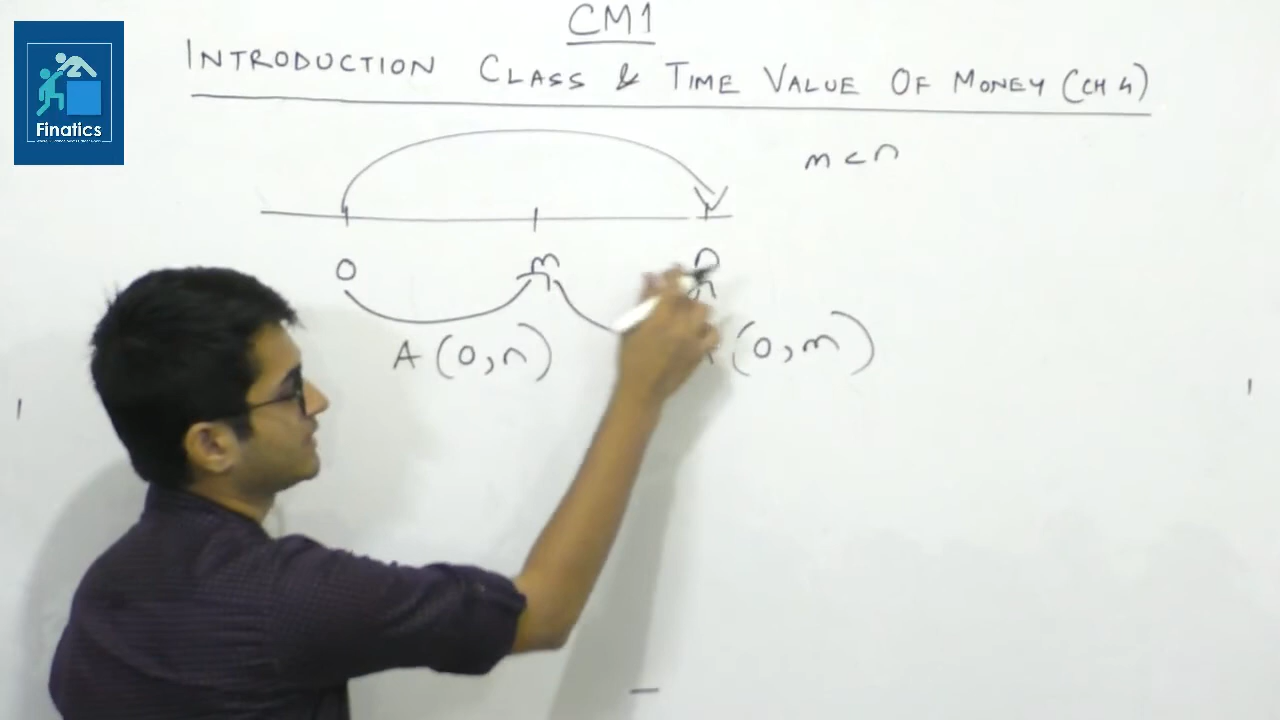 CM1
INTRODUCTION CLASS & TIME VALUE OF MONEY (CH 4)
Finatics
m < n
0 m n
A (0,n) (0,m)